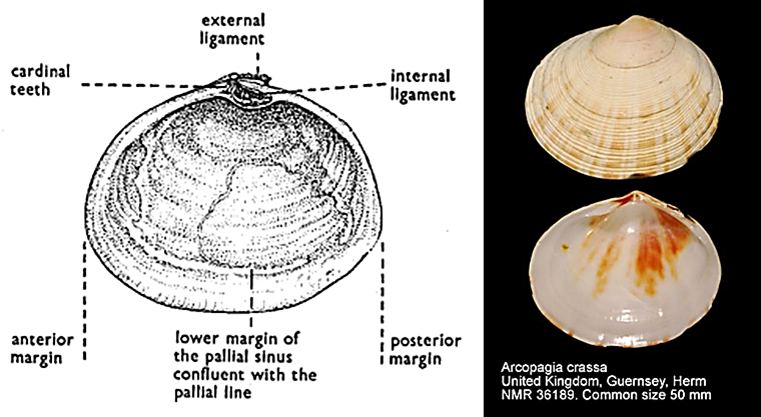 external
ligament
cardinal
teeth
internal
ligament
anterior
margin
lower margin of
the pallial sinus
confluent with the
pallial line
posterior
margin
Arcopagia crassa
United Kingdom, Guernsey, Herm
NMR 36189. Common size 50 mm